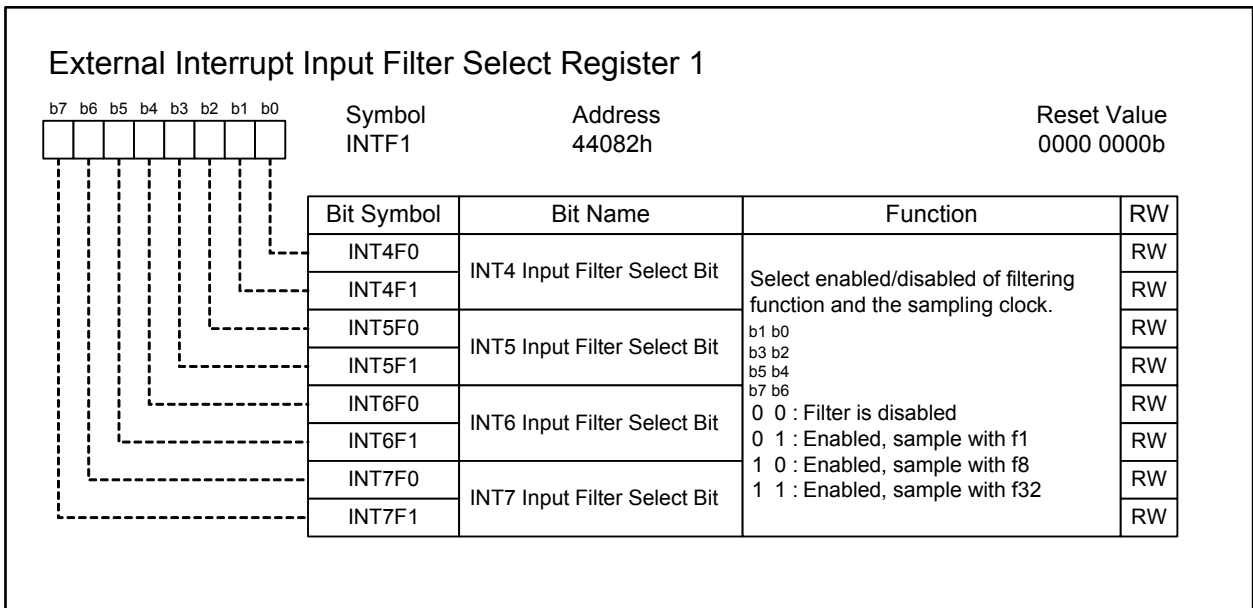 External Interrupt Input Filter Select Register 1
b7 b6 b5 b4 b3 b2 b1 b0
Symbol Address Reset Value
INTF1 44082h 0000 0000b
Bit Symbol Bit Name Function RW
INT4F0 RW
INT4 Input Filter Select Bit
INT4F1 RW
INT5F0 RW
INT5 Input Filter Select Bit
INT5F1 RW
INT6F0 RW
INT6 Input Filter Select Bit
INT6F1 RW
INT7F0 RW
INT7 Input Filter Select Bit
INT7F1 RW
Select enabled/disabled of filtering
function and the sampling clock.
b1 b0
b3 b2
b5 b4
b7 b6
0 0 : Filter is disabled
0 1 : Enabled, sample with f1
1 0 : Enabled, sample with f8
1 1 : Enabled, sample with f32